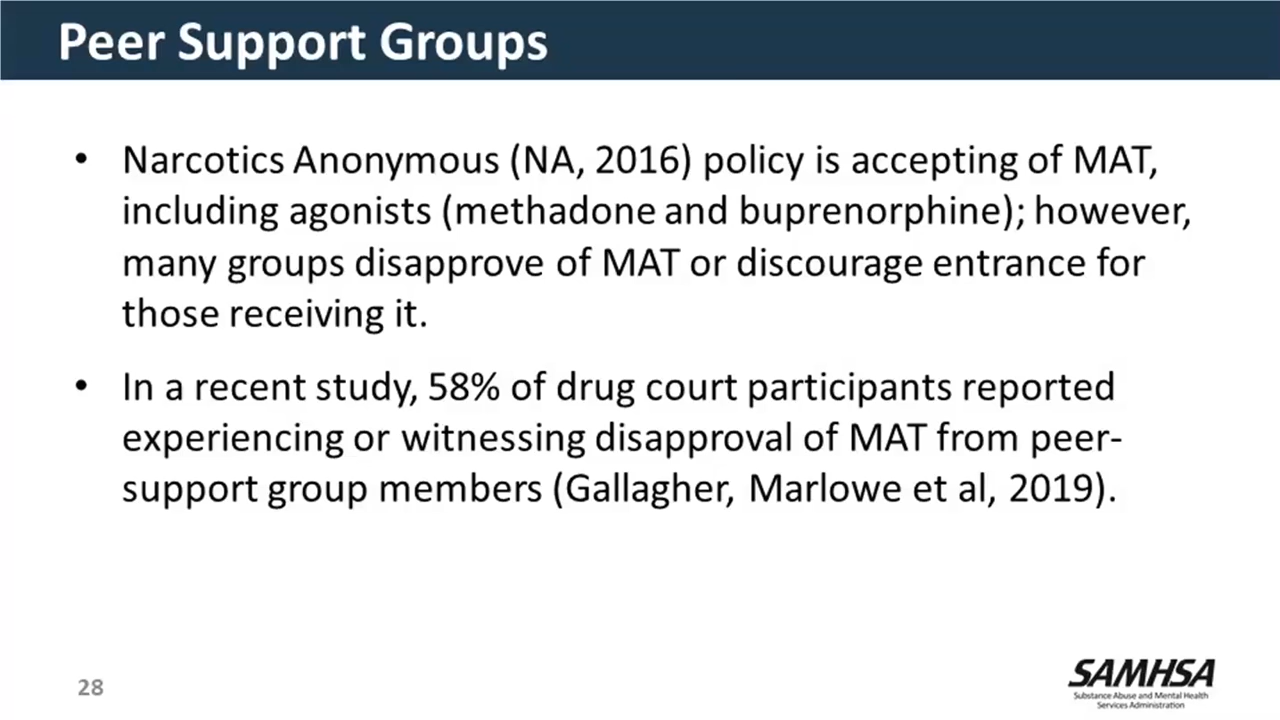 Peer Support Groups
• Narcotics Anonymous (NA, 2016) policy is accepting of MAT,
including agonists (methadone and buprenorphine); however,
many groups disapprove of MAT or discourage entrance for
those receiving it.
• In a recent study, 58% of drug court participants reported
experiencing or witnessing disapproval of MAT from peer-
support group members (Gallagher, Marlowe et al, 2019).
28
SAMHSA
Substance Abuse and Mental Health
Services Administration